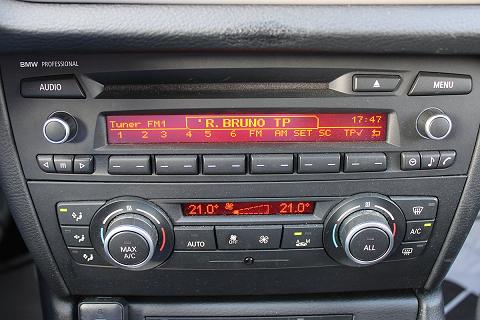 BMW PROFESSIONAL
AUDIO
MENU
Tuner FM1 'R.BRUNO TP 17:47
1 2 3 4 5 6 FM AM SET SC TP✓
m
21.0° 21.0°
MAX A/C
AUTO
OFF
ALL
A/C